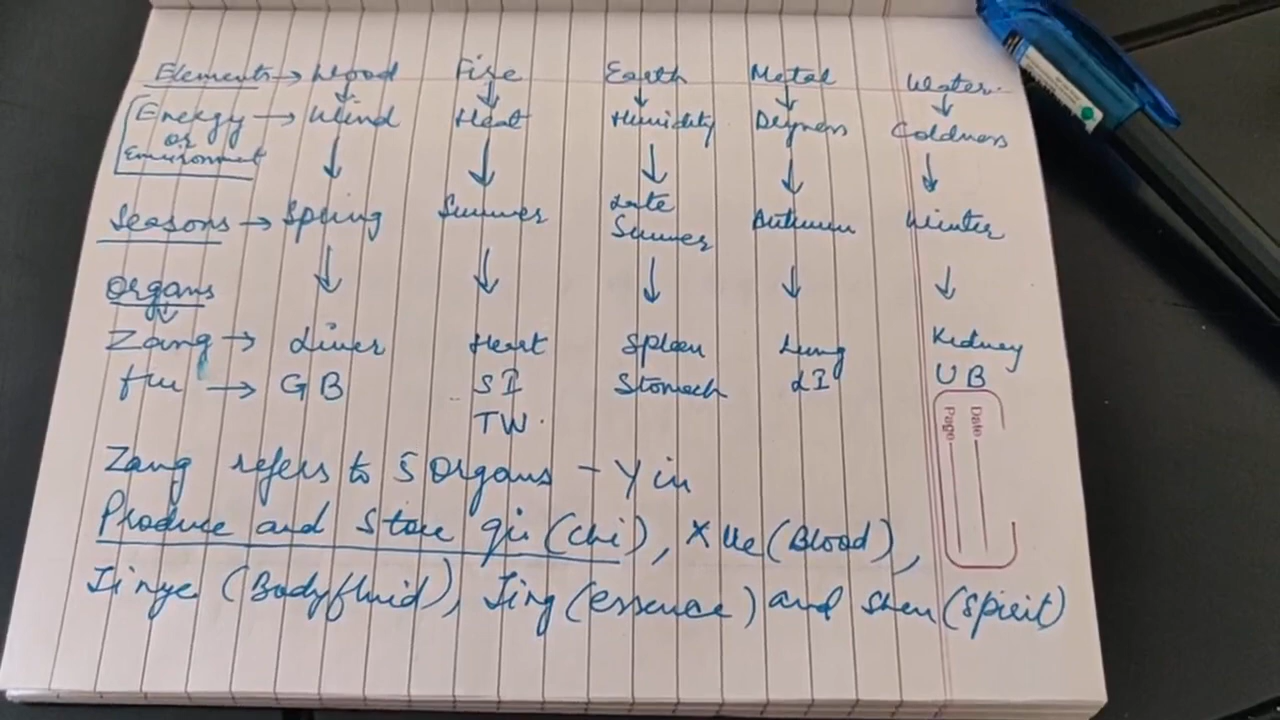 Elements → Wood Fire Earth Metal Water.
Energy → Wind Heat Humidity Dryness Coldness
or
Environment
Seasons → Spring Summer Late Summer Autumn Winter
Organs
Zang → Liver Heart Spleen Lung Kidney
fu → GB SI Stomach LI UB
TW.
Date
Page
Zang refers to 5 Organs – Yin
Produce and Store qi (chi), Xue (Blood),
Jinye (Bodyfluid), Jing (essence) and Shen (Spirit)